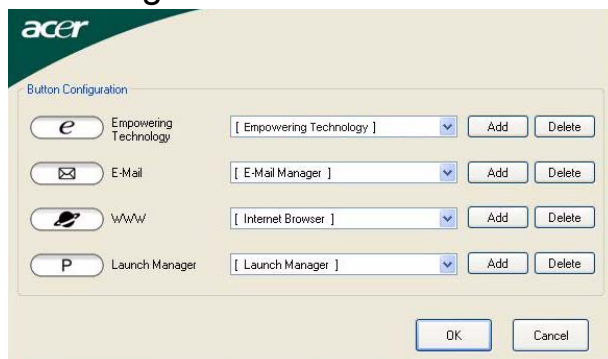 acer
Button Configuration
e Empowering Technology [ Empowering Technology ] Add Delete
E-Mail [ E-Mail Manager ] Add Delete
WWW [ Internet Browser ] Add Delete
P Launch Manager [ Launch Manager ] Add Delete
OK Cancel